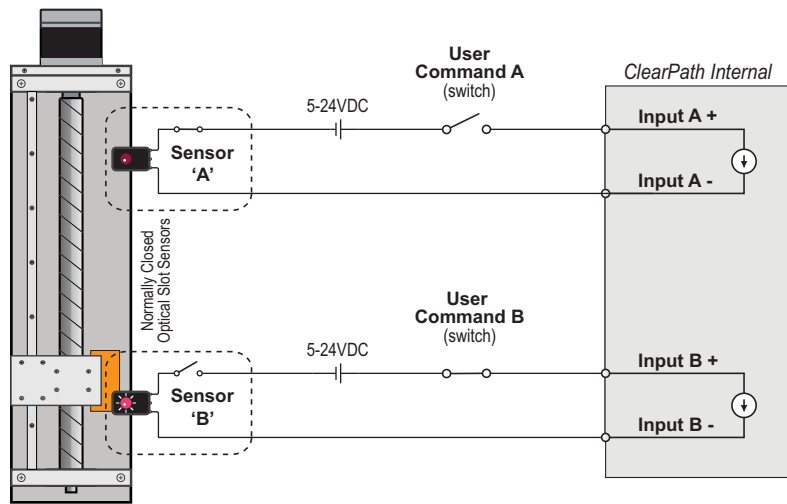 User
Command A
(switch)
ClearPath Internal
5-24VDC
Input A +
Sensor
‘A’
Input A -
Normally Closed
Optical Slot Sensors
User
Command B
(switch)
5-24VDC
Input B +
Sensor
‘B’
Input B -